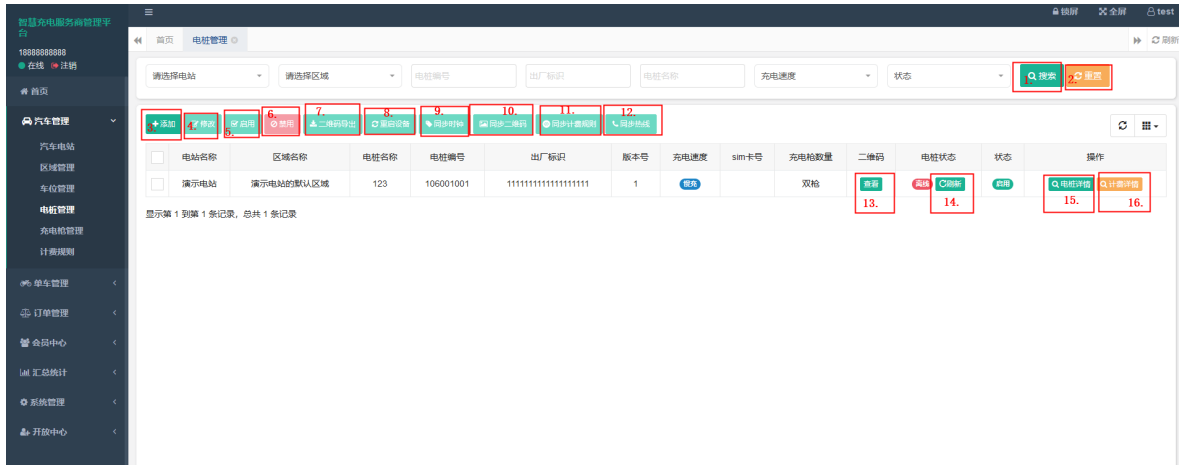 智慧充电服务商管理平台
18888888888
在线 注销
首页
汽车管理
汽车电站
区域管理
车位管理
电桩管理
充电枪管理
计费规则
单车管理
订单管理
会员中心
汇总统计
系统管理
开放中心
锁屏 全屏 test
首页 电桩管理 刷新
请选择电站 请选择区域 电桩编号 出厂标识 电桩名称 充电速度 状态 1. 搜索 2. 重置
3. 添加 4. 修改 5. 启用 6. 禁用 7. 二维码导出 8. 重启设备 9. 同步时钟 10. 同步二维码 11. 同步计费规则 12. 同步热线
电站名称 区域名称 电桩名称 电桩编号 出厂标识 版本号 充电速度 sim卡号 充电枪数量 二维码 电桩状态 状态 操作
演示电站 演示电站的默认区域 123 106001001 1 双枪 查看 离线 刷新 启用 电桩详情 计费详情
13. 14. 15. 16.
显示第 1 到第 1 条记录，总共 1 条记录